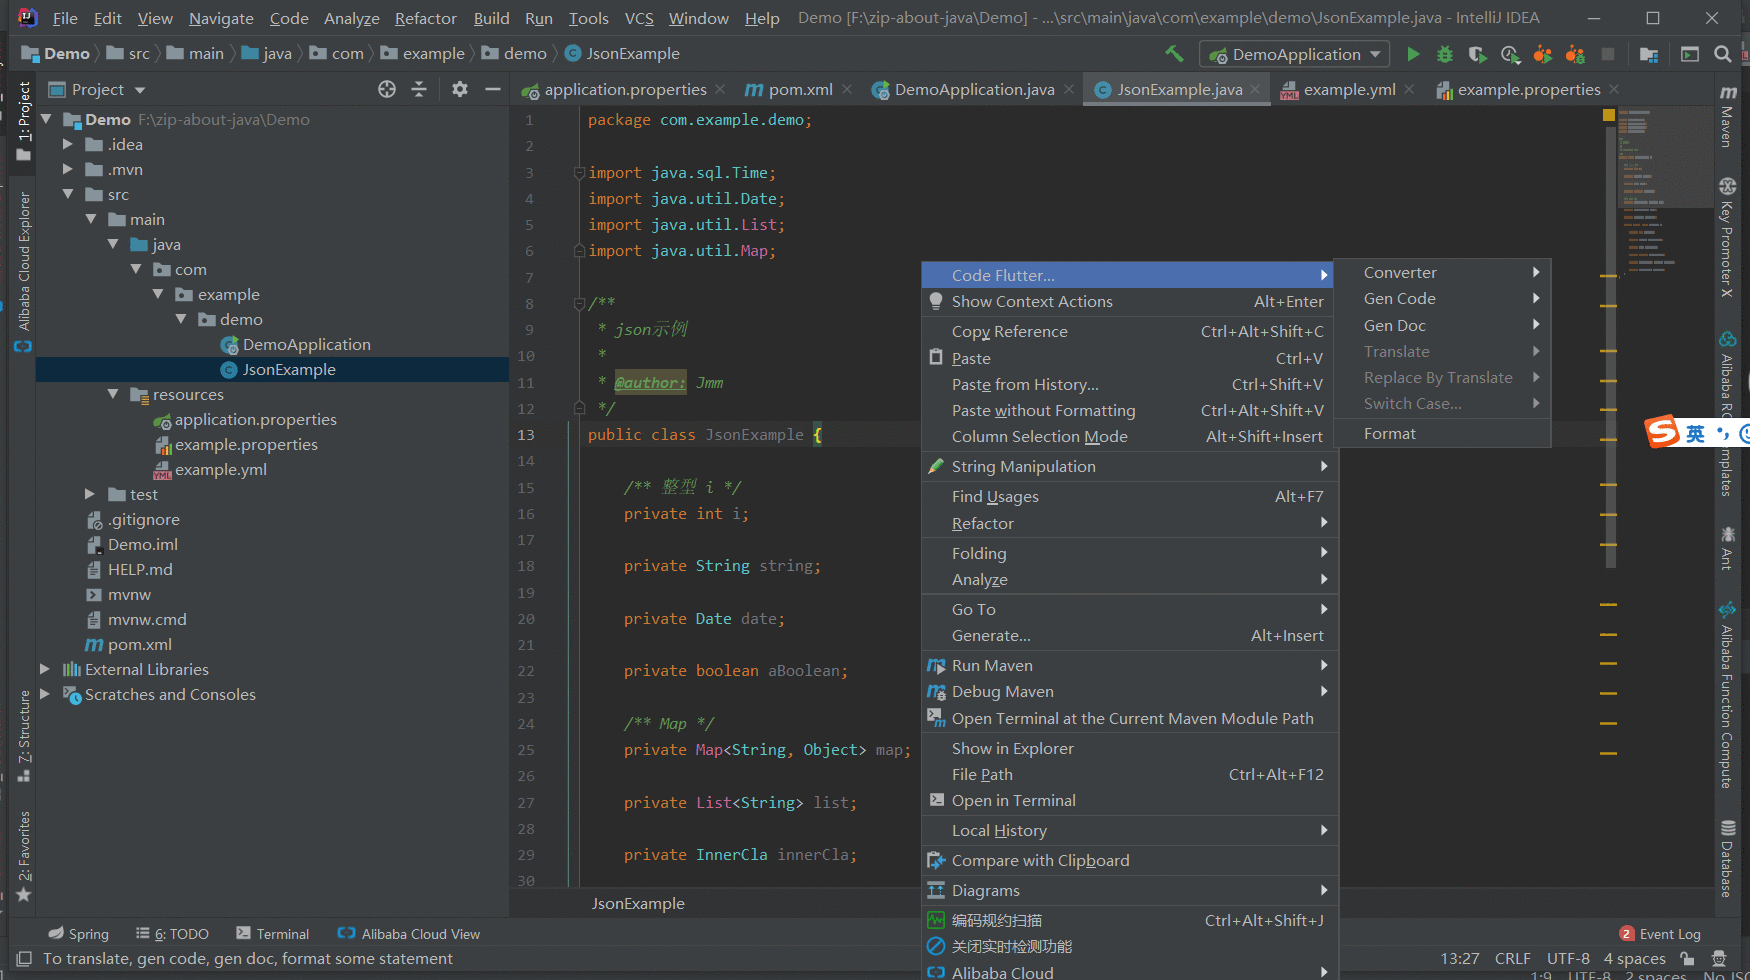 File Edit View Navigate Code Analyze Refactor Build Run Tools VCS Window Help Demo [F:\zip-about-java\Demo] - ...\src\main\java\com\example\demo\JsonExample.java - IntelliJ IDEA
Demo src main java com example demo JsonExample
DemoApplication
Project
application.properties
pom.xml
DemoApplication.java
JsonExample.java
example.yml
example.properties
1: Project
Alibaba Cloud Explorer
7: Structure
2: Favorites
Demo F:\zip-about-java\Demo
.idea
.mvn
src
main
java
com
example
demo
DemoApplication
JsonExample
resources
application.properties
example.properties
example.yml
test
.gitignore
Demo.iml
HELP.md
mvnw
mvnw.cmd
pom.xml
External Libraries
Scratches and Consoles
1 package com.example.demo;
2
3 import java.sql.Time;
4 import java.util.Date;
5 import java.util.List;
6 import java.util.Map;
7
8 /**
9 * json示例
10 *
11 * @author: Jmm
12 */
13 public class JsonExample {
14
15 /** 整型 i */
16 private int i;
17
18 private String string;
19
20 private Date date;
21
22 private boolean aBoolean;
23
24 /** Map */
25 private Map<String, Object> map;
26
27 private List<String> list;
28
29 private InnerCla innerCla;
30
JsonExample
Code Flutter...
Show Context Actions Alt+Enter
Copy Reference Ctrl+Alt+Shift+C
Paste Ctrl+V
Paste from History... Ctrl+Shift+V
Paste without Formatting Ctrl+Alt+Shift+V
Column Selection Mode Alt+Shift+Insert
String Manipulation
Find Usages Alt+F7
Refactor
Folding
Analyze
Go To
Generate... Alt+Insert
Run Maven
Debug Maven
Open Terminal at the Current Maven Module Path
Show in Explorer
File Path Ctrl+Alt+F12
Open in Terminal
Local History
Compare with Clipboard
Diagrams
编码规约扫描 Ctrl+Alt+Shift+J
关闭实时检测功能
Alibaba Cloud
Converter
Gen Code
Gen Doc
Translate
Replace By Translate
Switch Case...
Format
Maven
Key Promoter X
Alibaba RO
mplates
Ant
Alibaba Function Compute
Database
英
Spring
6: TODO
Terminal
Alibaba Cloud View
2 Event Log
To translate, gen code, gen doc, format some statement
13:27 CRLF UTF-8 4 spaces